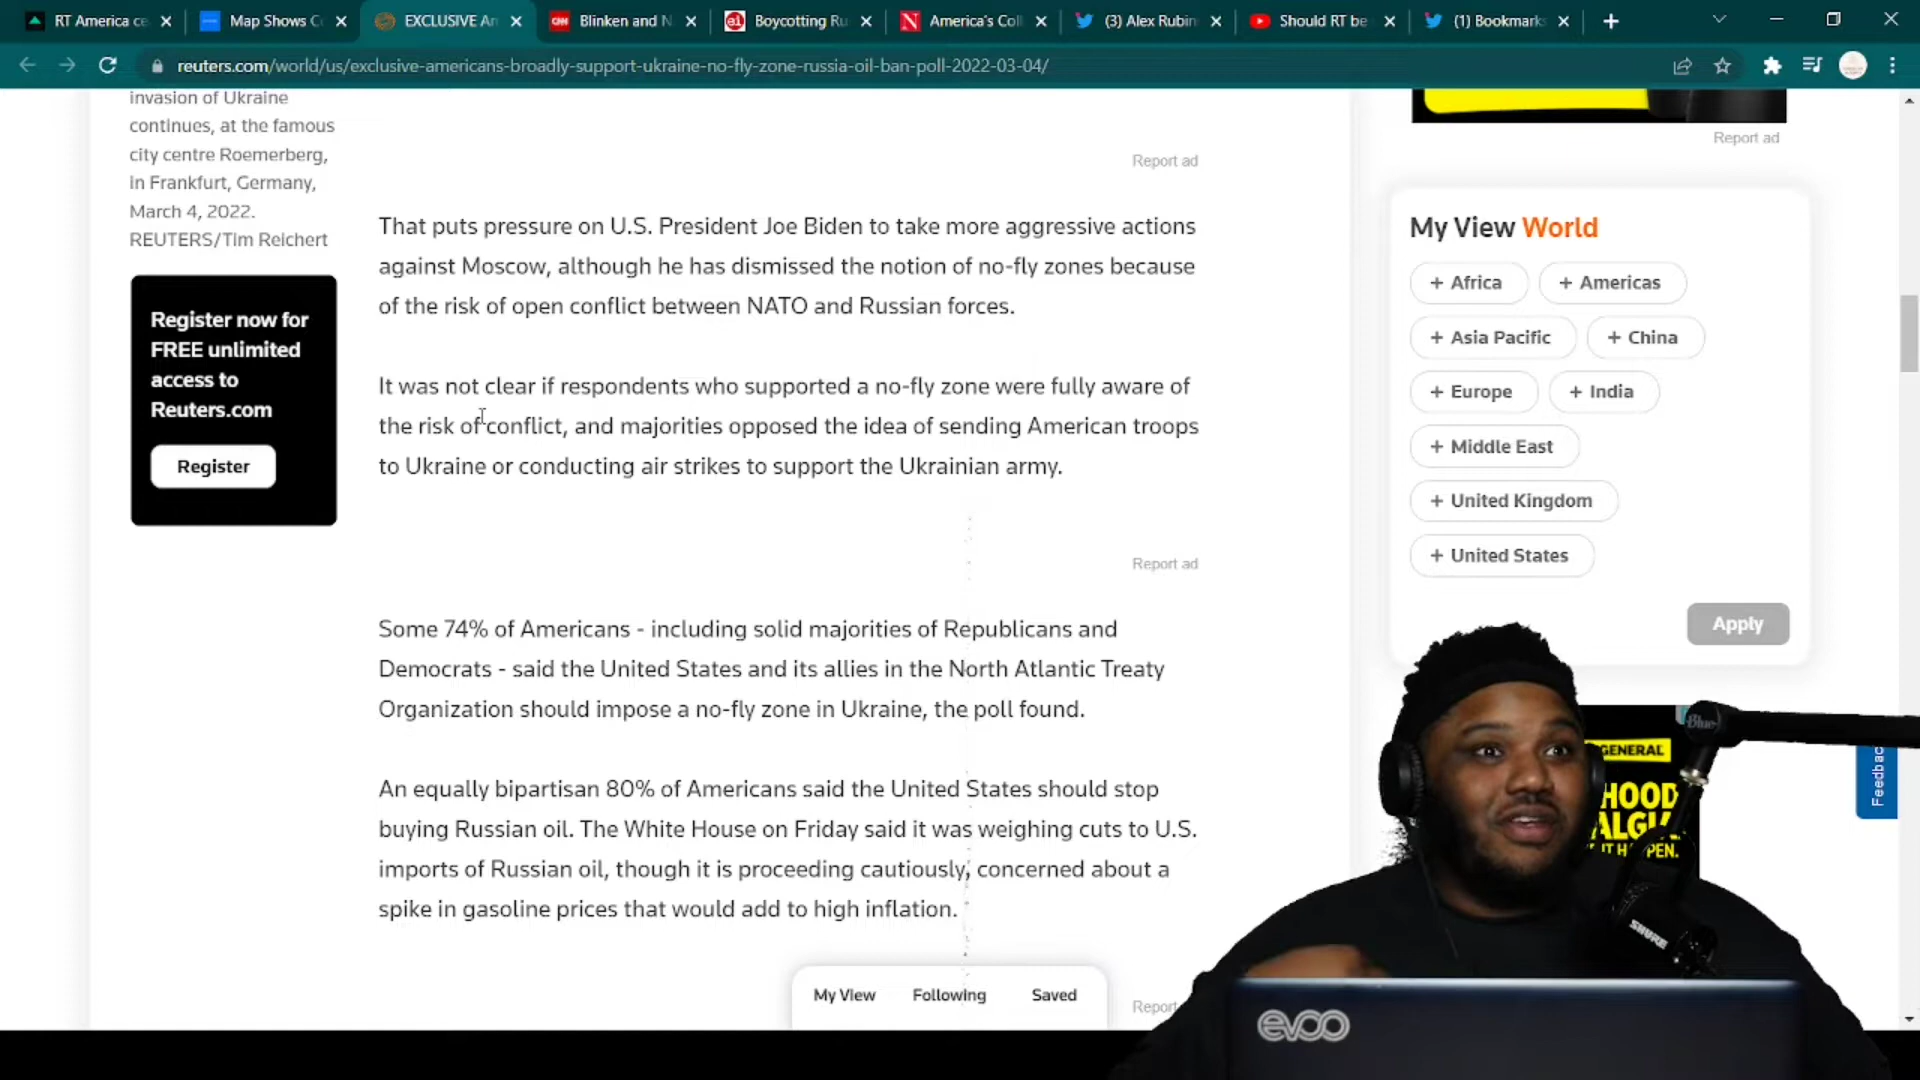 RT America ce
Map Shows C
EXCLUSIVE An
CNN
Blinken and N
ei
Boycotting Ru
N
America's Coll
(3) Alex Rubin
Should RT be
(1) Bookmarks
reuters.com/world/us/exclusive-americans-broadly-support-ukraine-no-fly-zone-russia-oil-ban-poll-2022-03-04/
invasion of Ukraine
continues, at the famous
city centre Roemerberg,
in Frankfurt, Germany,
March 4, 2022.
REUTERS/Tim Reichert
Register now for
FREE unlimited
access to
Reuters.com
Register
Report ad
That puts pressure on U.S. President Joe Biden to take more aggressive actions
against Moscow, although he has dismissed the notion of no-fly zones because
of the risk of open conflict between NATO and Russian forces.
It was not clear if respondents who supported a no-fly zone were fully aware of
the risk of conflict, and majorities opposed the idea of sending American troops
to Ukraine or conducting air strikes to support the Ukrainian army.
Report ad
Some 74% of Americans - including solid majorities of Republicans and
Democrats - said the United States and its allies in the North Atlantic Treaty
Organization should impose a no-fly zone in Ukraine, the poll found.
An equally bipartisan 80% of Americans said the United States should stop
buying Russian oil. The White House on Friday said it was weighing cuts to U.S.
imports of Russian oil, though it is proceeding cautiously, concerned about a
spike in gasoline prices that would add to high inflation.
My View
Following
Saved
Report
Report ad
My View World
+ Africa
+ Americas
+ Asia Pacific
+ China
+ Europe
+ India
+ Middle East
+ United Kingdom
+ United States
Apply
GENERAL
HOOD
ALGI
IT HA PEN.
Feedbac
Blue
SHURE
evoo